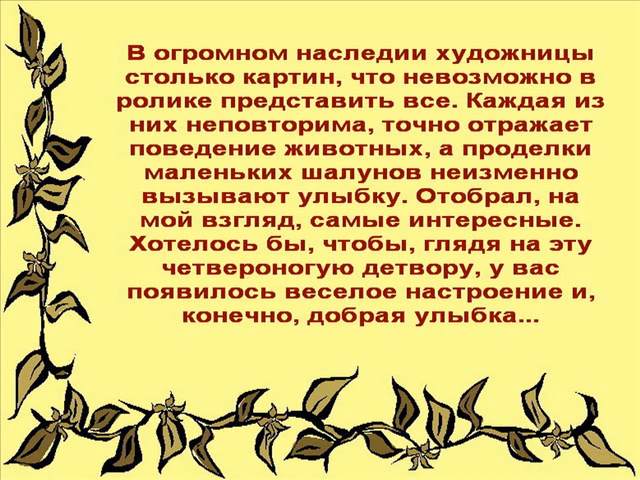 В огромном наследии художницы
столько картин, что невозможно в
ролике представить все. Каждая из
них неповторима, точно отражает
поведение животных, а проделки
маленьких шалунов неизменно
вызывают улыбку. Отобрал, на
мой взгляд, самые интересные.
Хотелось бы, чтобы, глядя на эту
четвероногую детвору, у вас
появилось веселое настроение и,
конечно, добрая улыбка...